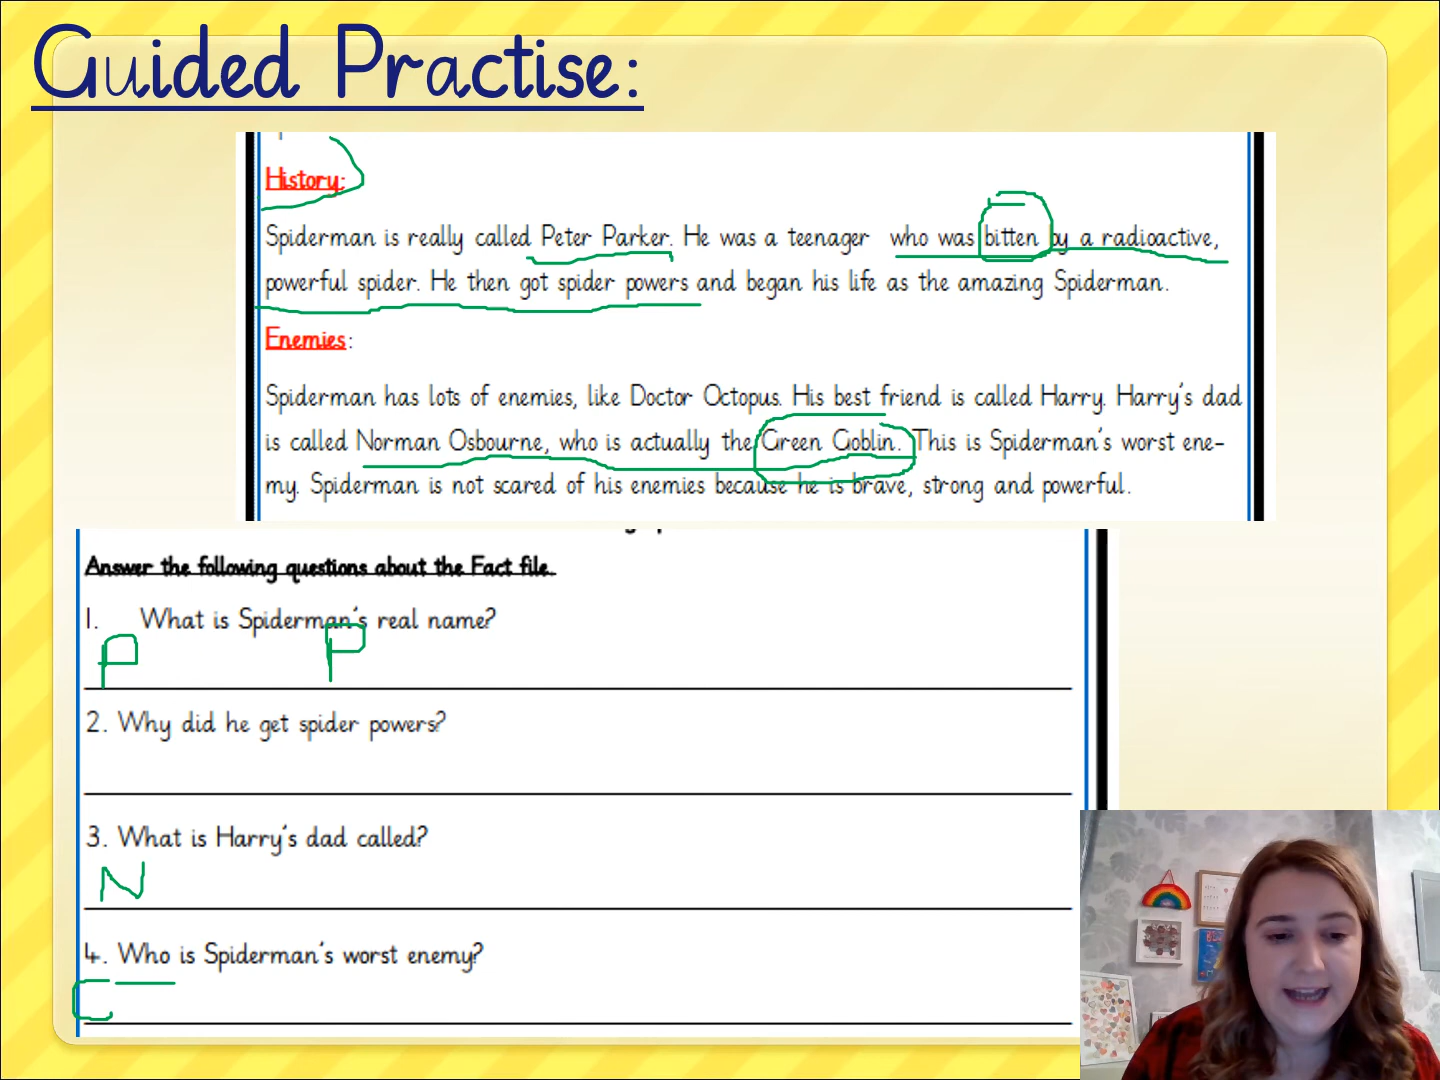 Guided Practise:
History:
Spiderman is really called Peter Parker. He was a teenager who was bitten by a radioactive,
powerful spider. He then got spider powers and began his life as the amazing Spiderman.
Enemies:
Spiderman has lots of enemies, like Doctor Octopus. His best friend is called Harry. Harry's dad
is called Norman Osbourne, who is actually the Green Goblin. This is Spiderman's worst ene-
my. Spiderman is not scared of his enemies because he is brave, strong and powerful.
Answer the following questions about the Fact file.
1. What is Spiderman's real name?
P P
2. Why did he get spider powers?
3. What is Harry's dad called?
N
4. Who is Spiderman's worst enemy?